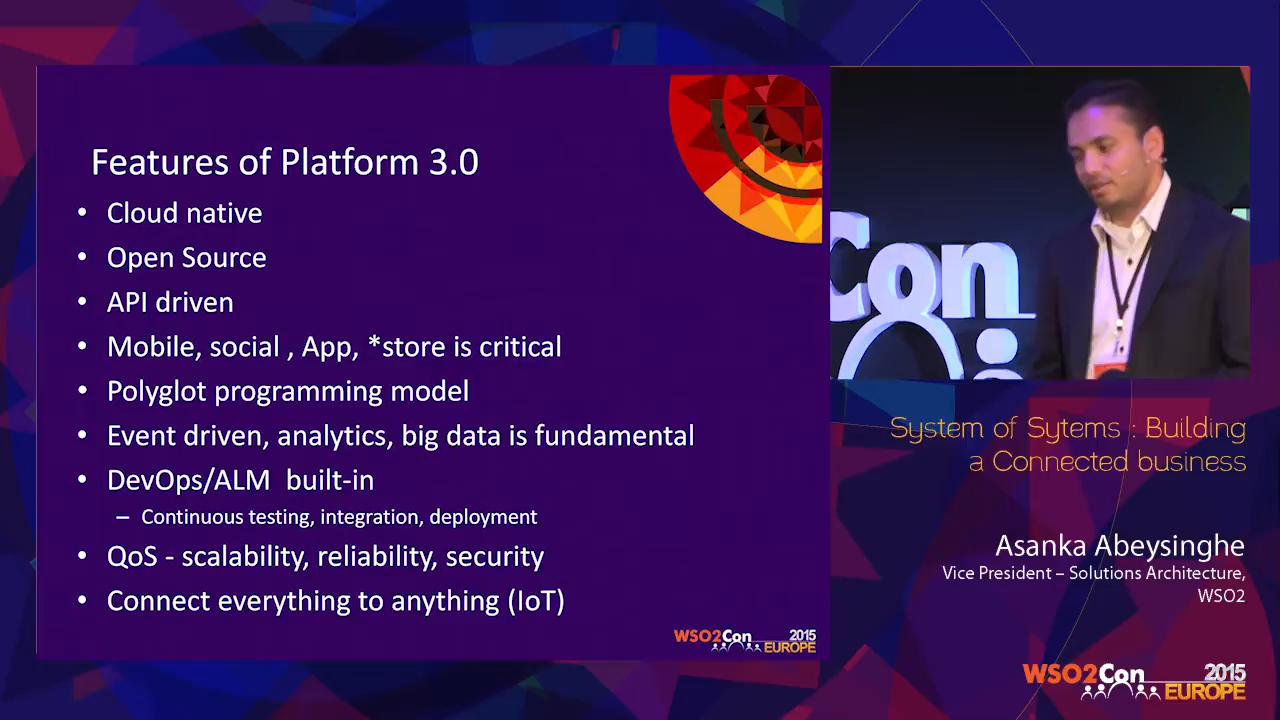 Features of Platform 3.0
• Cloud native
• Open Source
• API driven
• Mobile, social , App, *store is critical
• Polyglot programming model
• Event driven, analytics, big data is fundamental
• DevOps/ALM  built-in
– Continuous testing, integration, deployment
• QoS - scalability, reliability, security
• Connect everything to anything (IoT)
WSO2Con 2015
EUROPE
Con
System of Sytems : Building
a Connected business
Asanka Abeysinghe
Vice President – Solutions Architecture,
WSO2
WSO2Con 2015
EUROPE